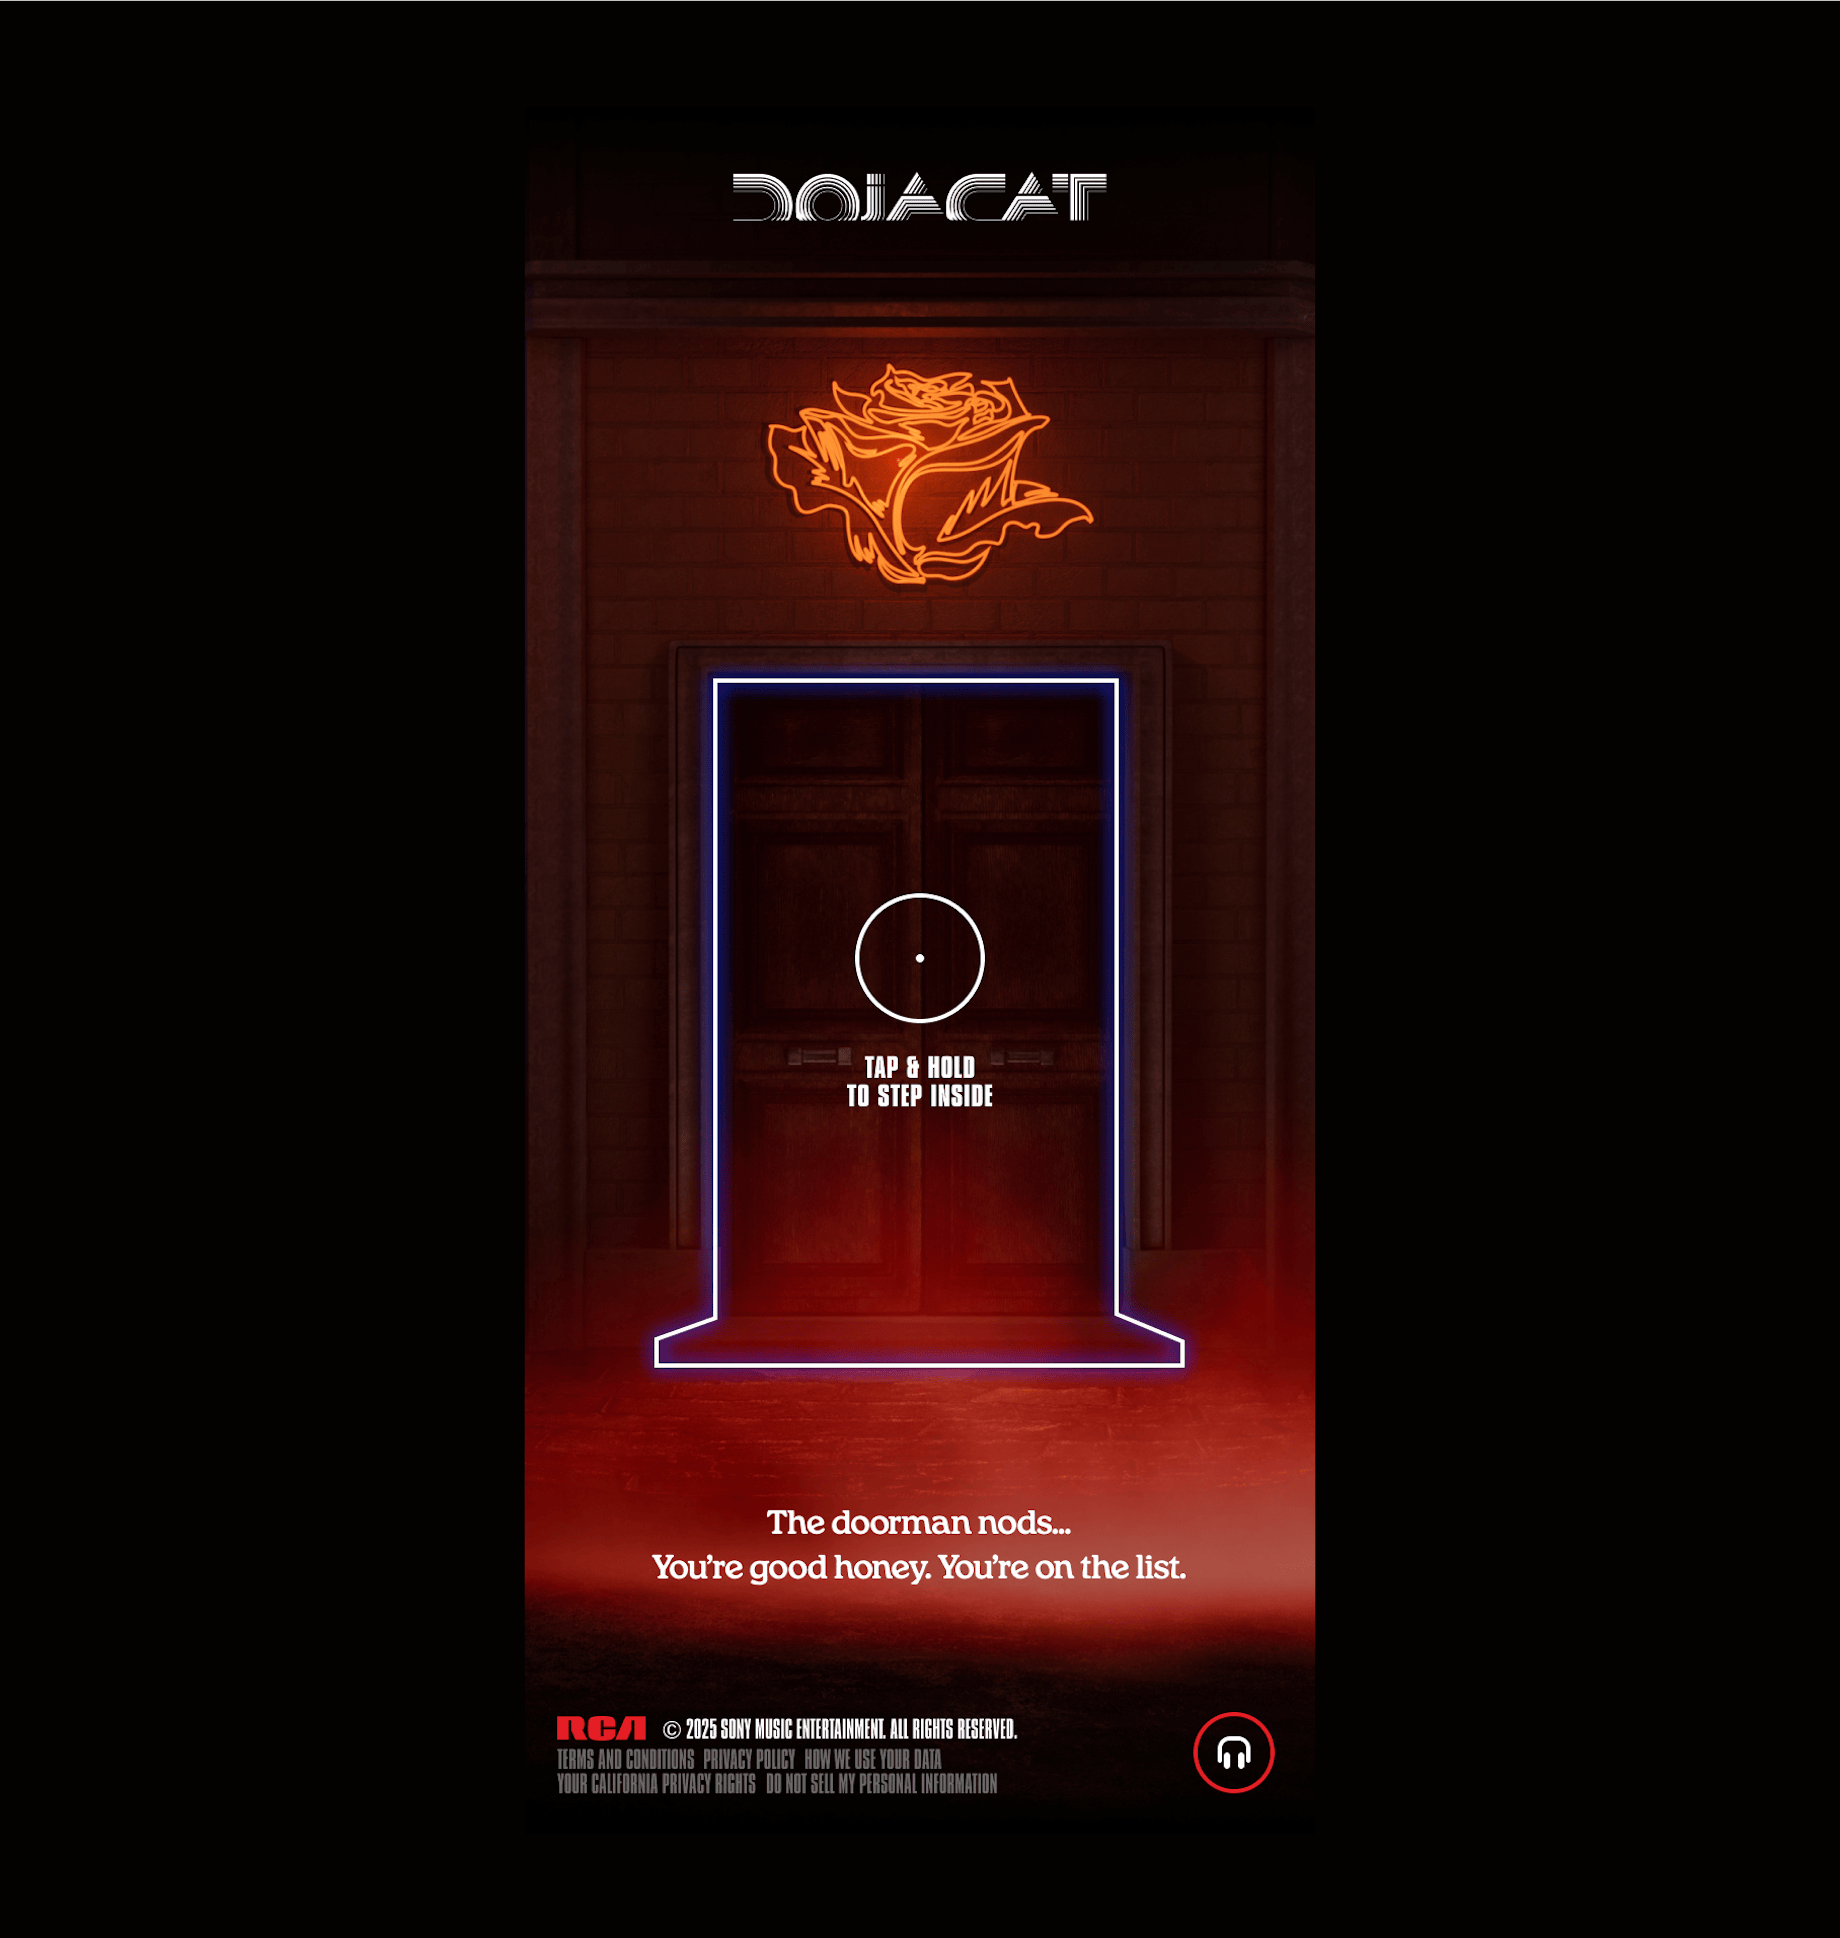 DOJA CAT
TAP & HOLD
TO STEP INSIDE
The doorman nods...
You're good honey. You're on the list.
RCA © 2025 SONY MUSIC ENTERTAINMENT. ALL RIGHTS RESERVED.
TERMS AND CONDITIONS PRIVACY POLICY HOW WE USE YOUR DATA
YOUR CALIFORNIA PRIVACY RIGHTS DO NOT SELL MY PERSONAL INFORMATION